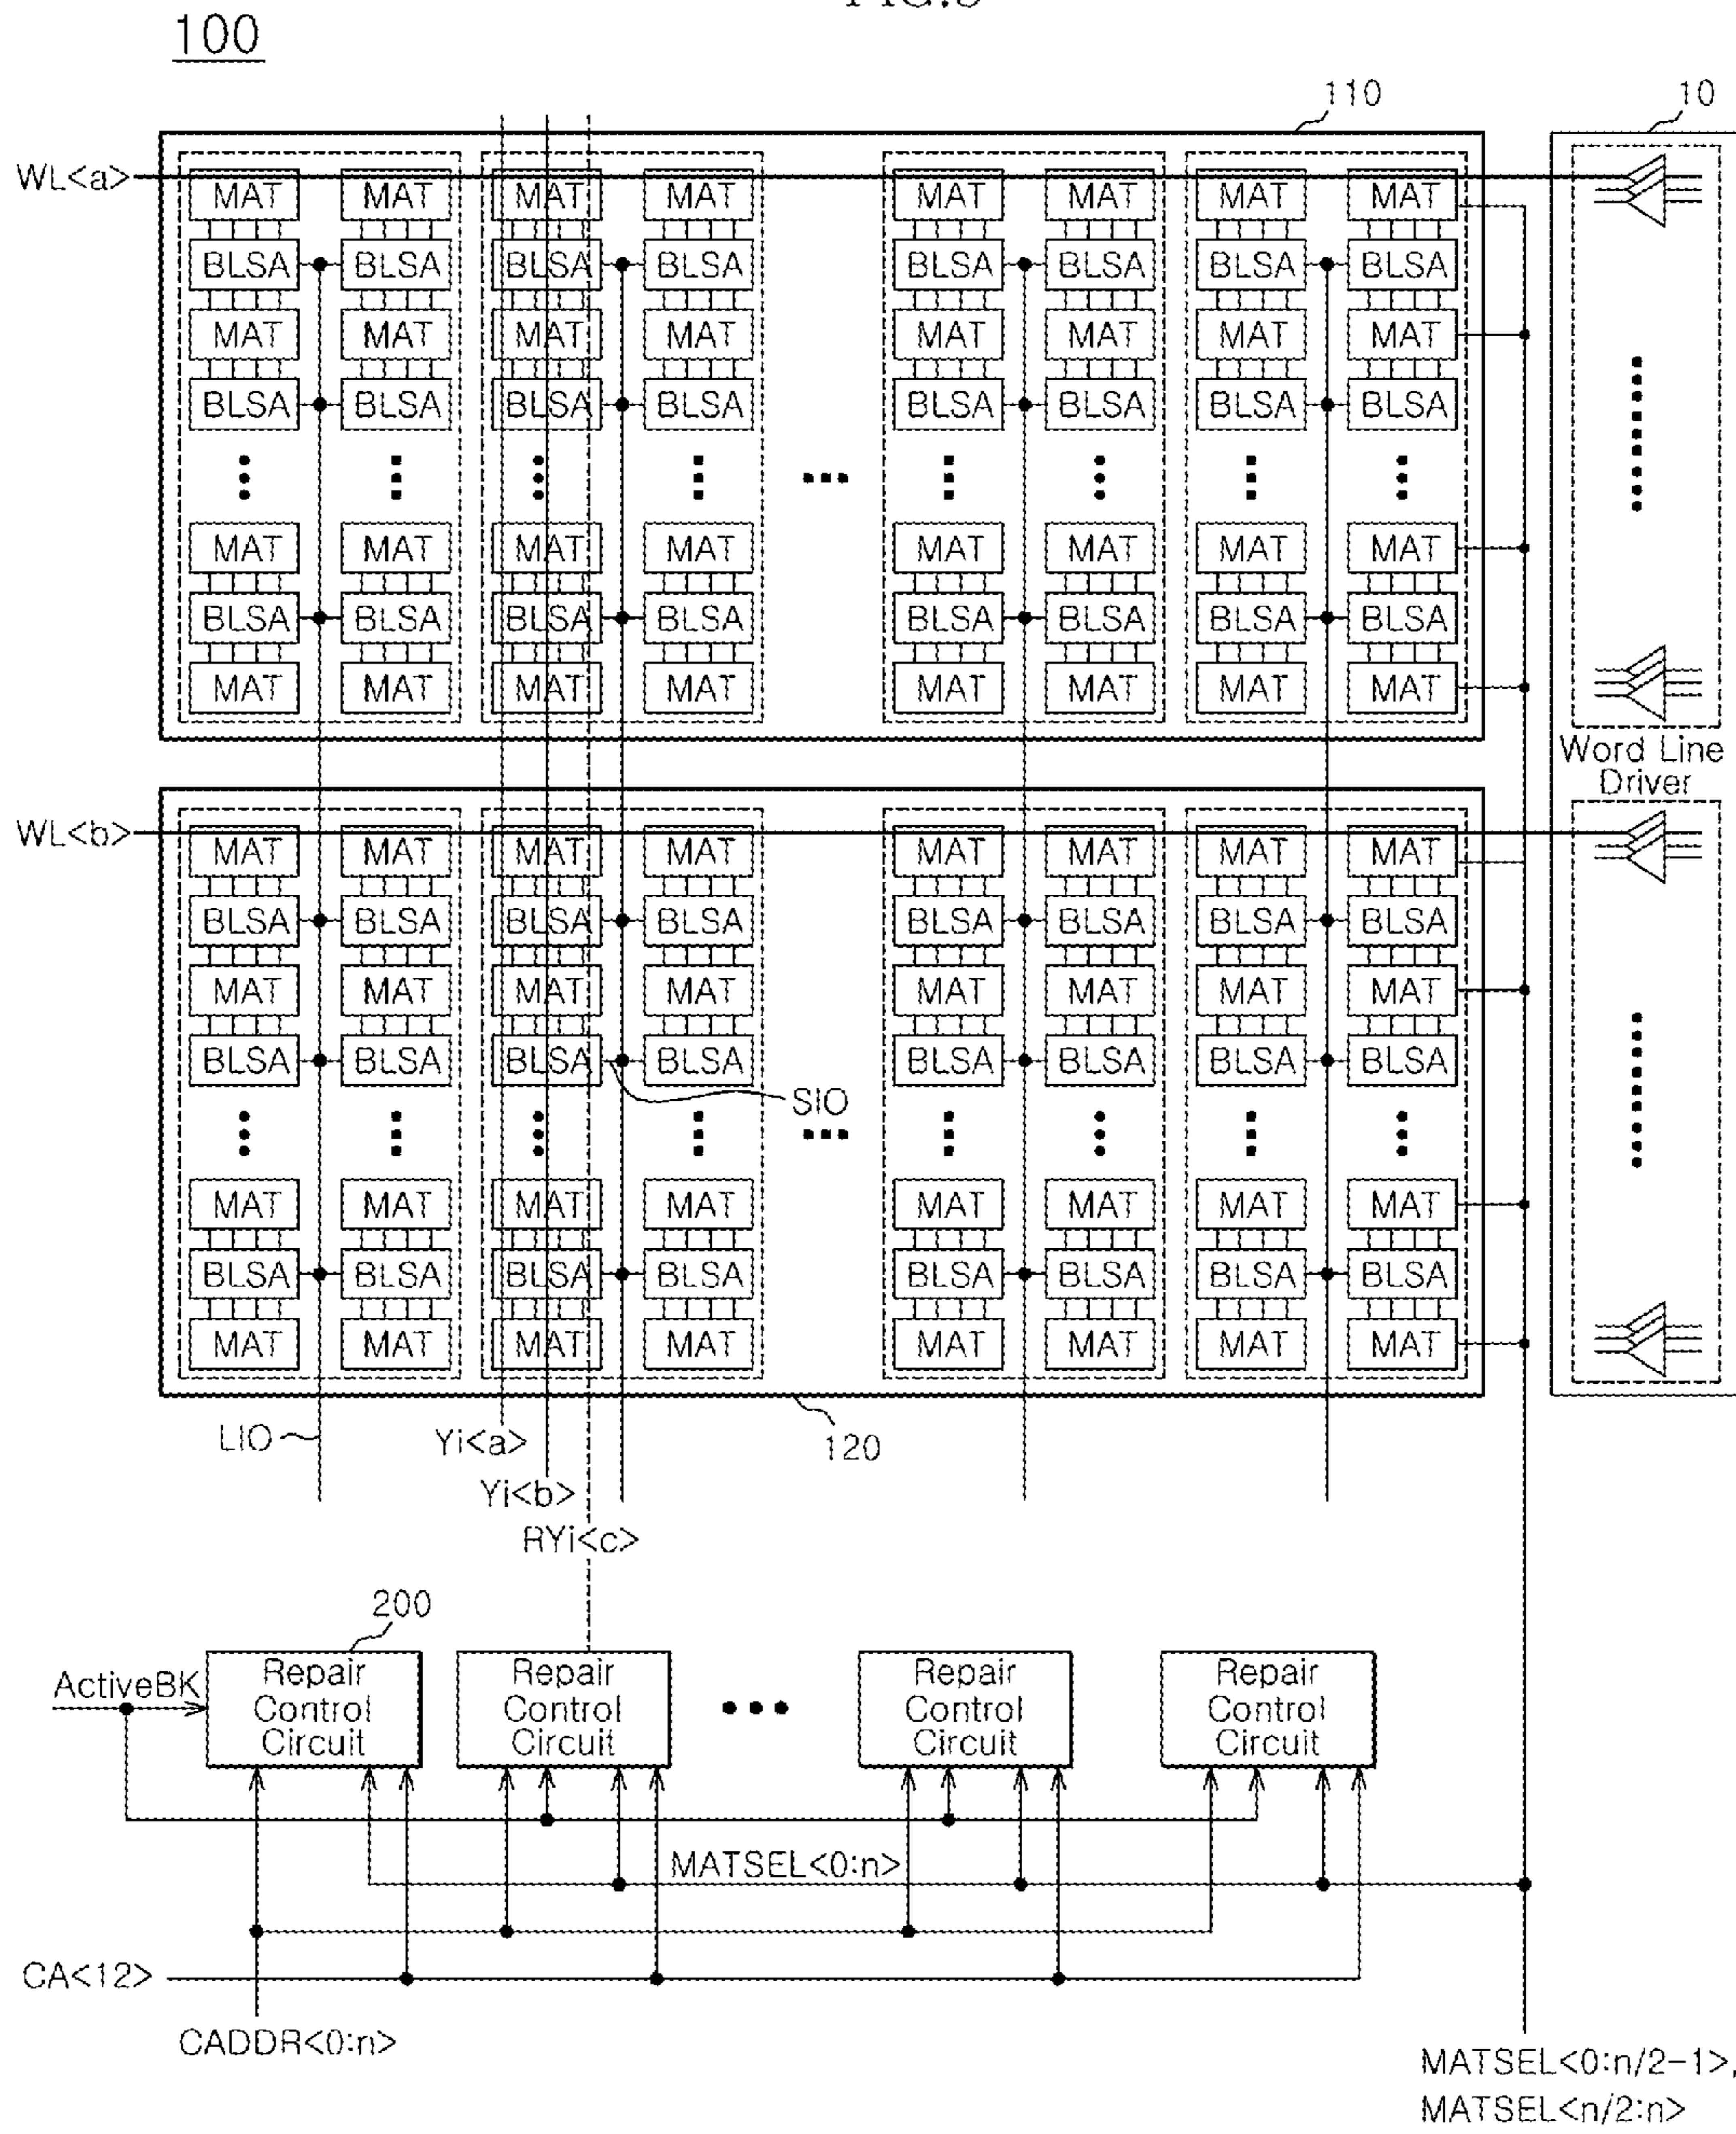 100
110
10
WL<a>
MAT MAT MAT MAT MAT MAT MAT MAT
BLSA BLSA BLSA BLSA BLSA BLSA BLSA BLSA
MAT MAT MAT MAT MAT MAT MAT MAT
BLSA BLSA BLSA BLSA BLSA BLSA BLSA BLSA
MAT MAT MAT MAT MAT MAT MAT MAT
BLSA BLSA BLSA BLSA BLSA BLSA BLSA BLSA
MAT MAT MAT MAT MAT MAT MAT MAT
Word Line
Driver
WL<b>
MAT MAT MAT MAT MAT MAT MAT MAT
BLSA BLSA BLSA BLSA BLSA BLSA BLSA BLSA
MAT MAT MAT MAT MAT MAT MAT MAT
BLSA BLSA BLSA BLSA BLSA BLSA BLSA BLSA
SIO
MAT MAT MAT MAT MAT MAT MAT MAT
BLSA BLSA BLSA BLSA BLSA BLSA BLSA BLSA
MAT MAT MAT MAT MAT MAT MAT MAT
LIO
Yi<a>
120
Yi<b>
RYi<c>
200
ActiveBK
Repair
Control
Circuit
Repair
Control
Circuit
Repair
Control
Circuit
Repair
Control
Circuit
MATSEL<0:n>
CA<12>
CADDR<0:n>
MATSEL<0:n/2-1>,
MATSEL<n/2:n>